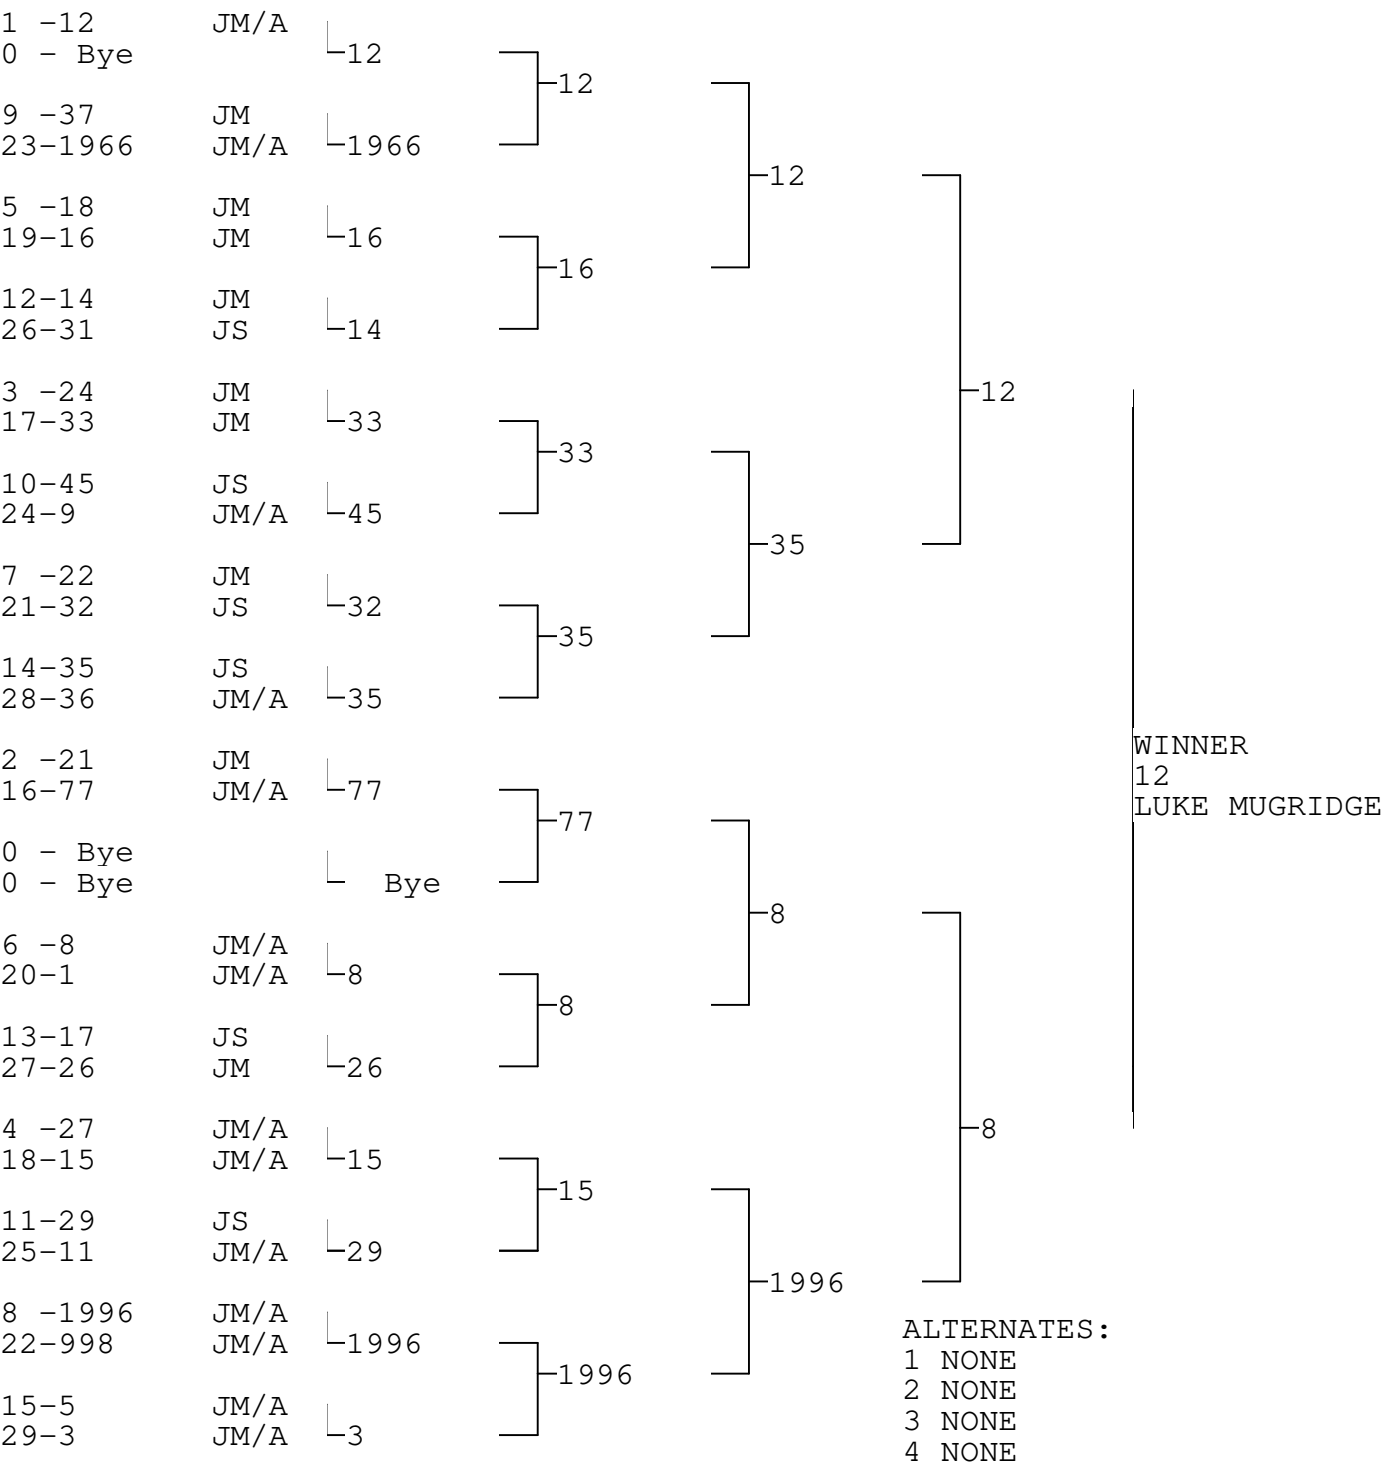 1 -12 JM/A
0 - Bye
12
12
9 -37 JM
23-1966 JM/A
1966
12
5 -18 JM
19-16 JM
16
16
12-14 JM
26-31 JS
14
12
3 -24 JM
17-33 JM
33
33
10-45 JS
24-9 JM/A
45
35
7 -22 JM
21-32 JS
32
35
14-35 JS
28-36 JM/A
35
2 -21 JM
16-77 JM/A
77
77
WINNER
12
LUKE MUGRIDGE
0 - Bye
0 - Bye
Bye
8
6 -8 JM/A
20-1 JM/A
8
8
13-17 JS
27-26 JM
26
8
4 -27 JM/A
18-15 JM/A
15
15
11-29 JS
25-11 JM/A
29
1996
8 -1996 JM/A
22-998 JM/A
1996
1996
15-5 JM/A
29-3 JM/A
3
ALTERNATES:
1 NONE
2 NONE
3 NONE
4 NONE